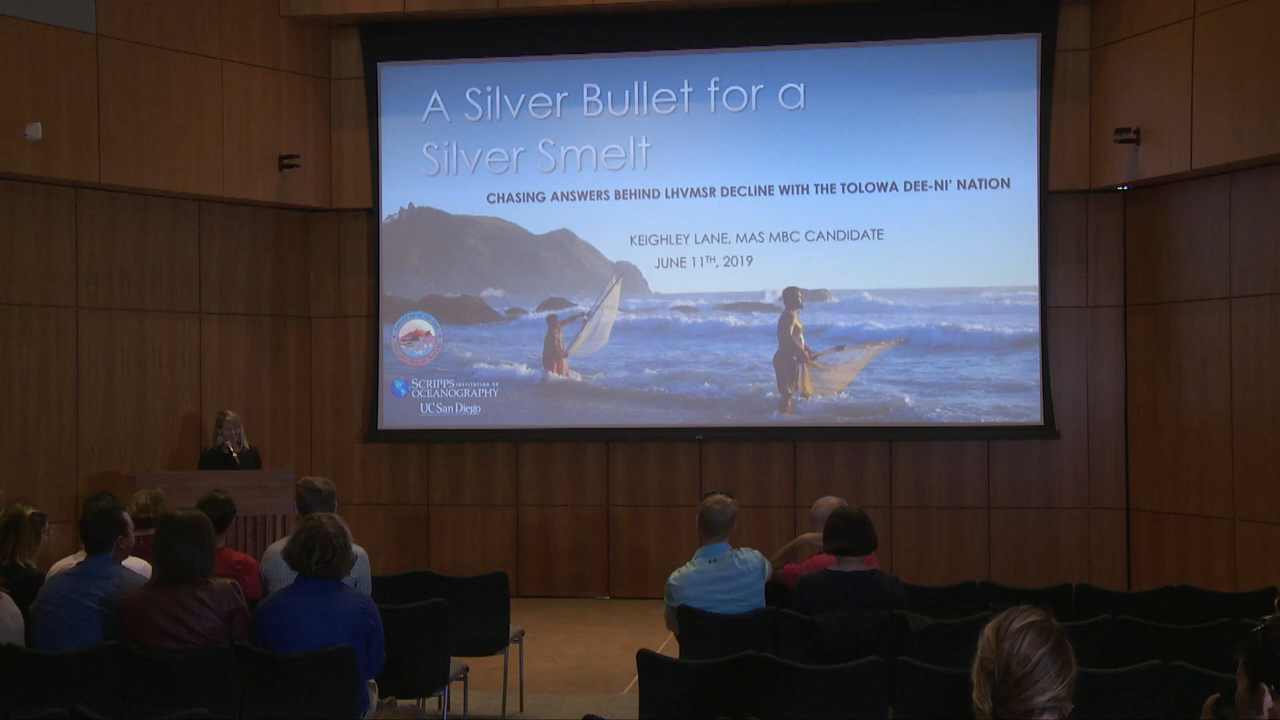 A Silver Bullet for a
Silver Smelt
CHASING ANSWERS BEHIND LHVMSR DECLINE WITH THE TOLOWA DEE-NI' NATION
KEIGHLEY LANE, MAS MBC CANDIDATE
JUNE 11TH, 2019
SCRIPPS INSTITUTION OF
OCEANOGRAPHY
UC San Diego